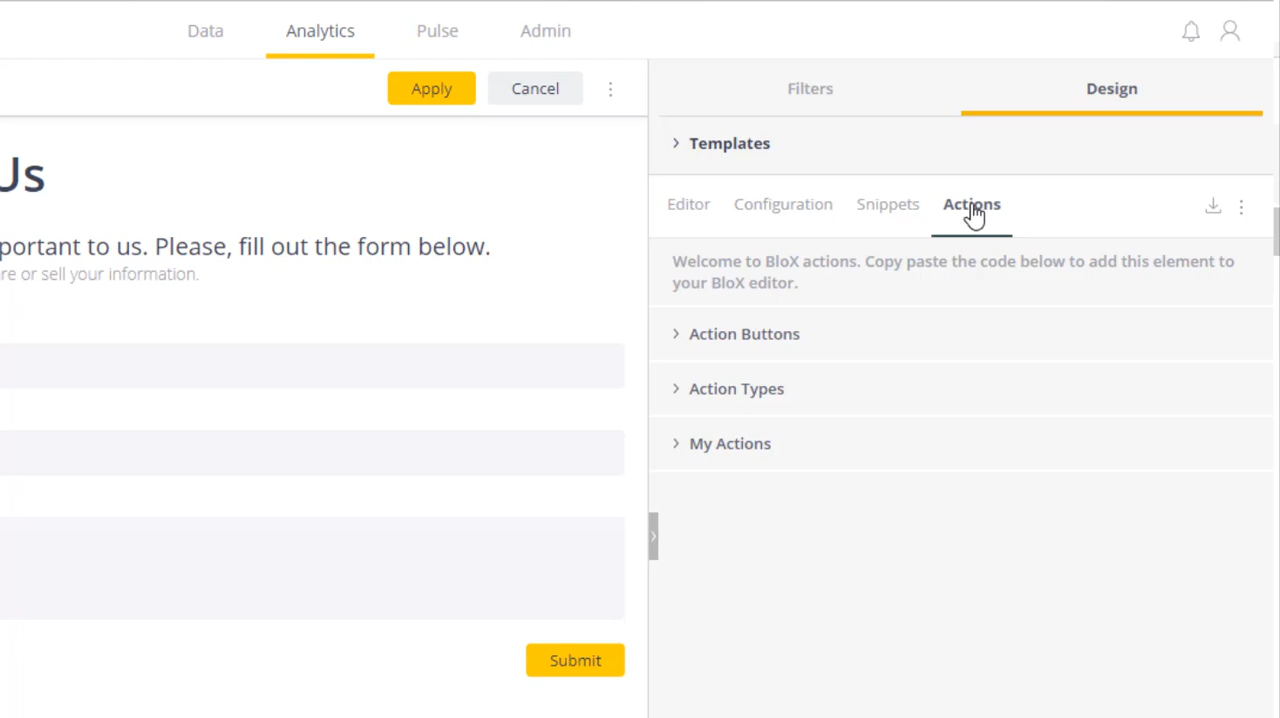 Data Analytics Pulse Admin
Apply Cancel
Filters Design
Templates
Editor Configuration Snippets Actions
Welcome to BloX actions. Copy paste the code below to add this element to
your BloX editor.
Action Buttons
Action Types
My Actions
Us
portant to us. Please, fill out the form below.
re or sell your information.
Submit